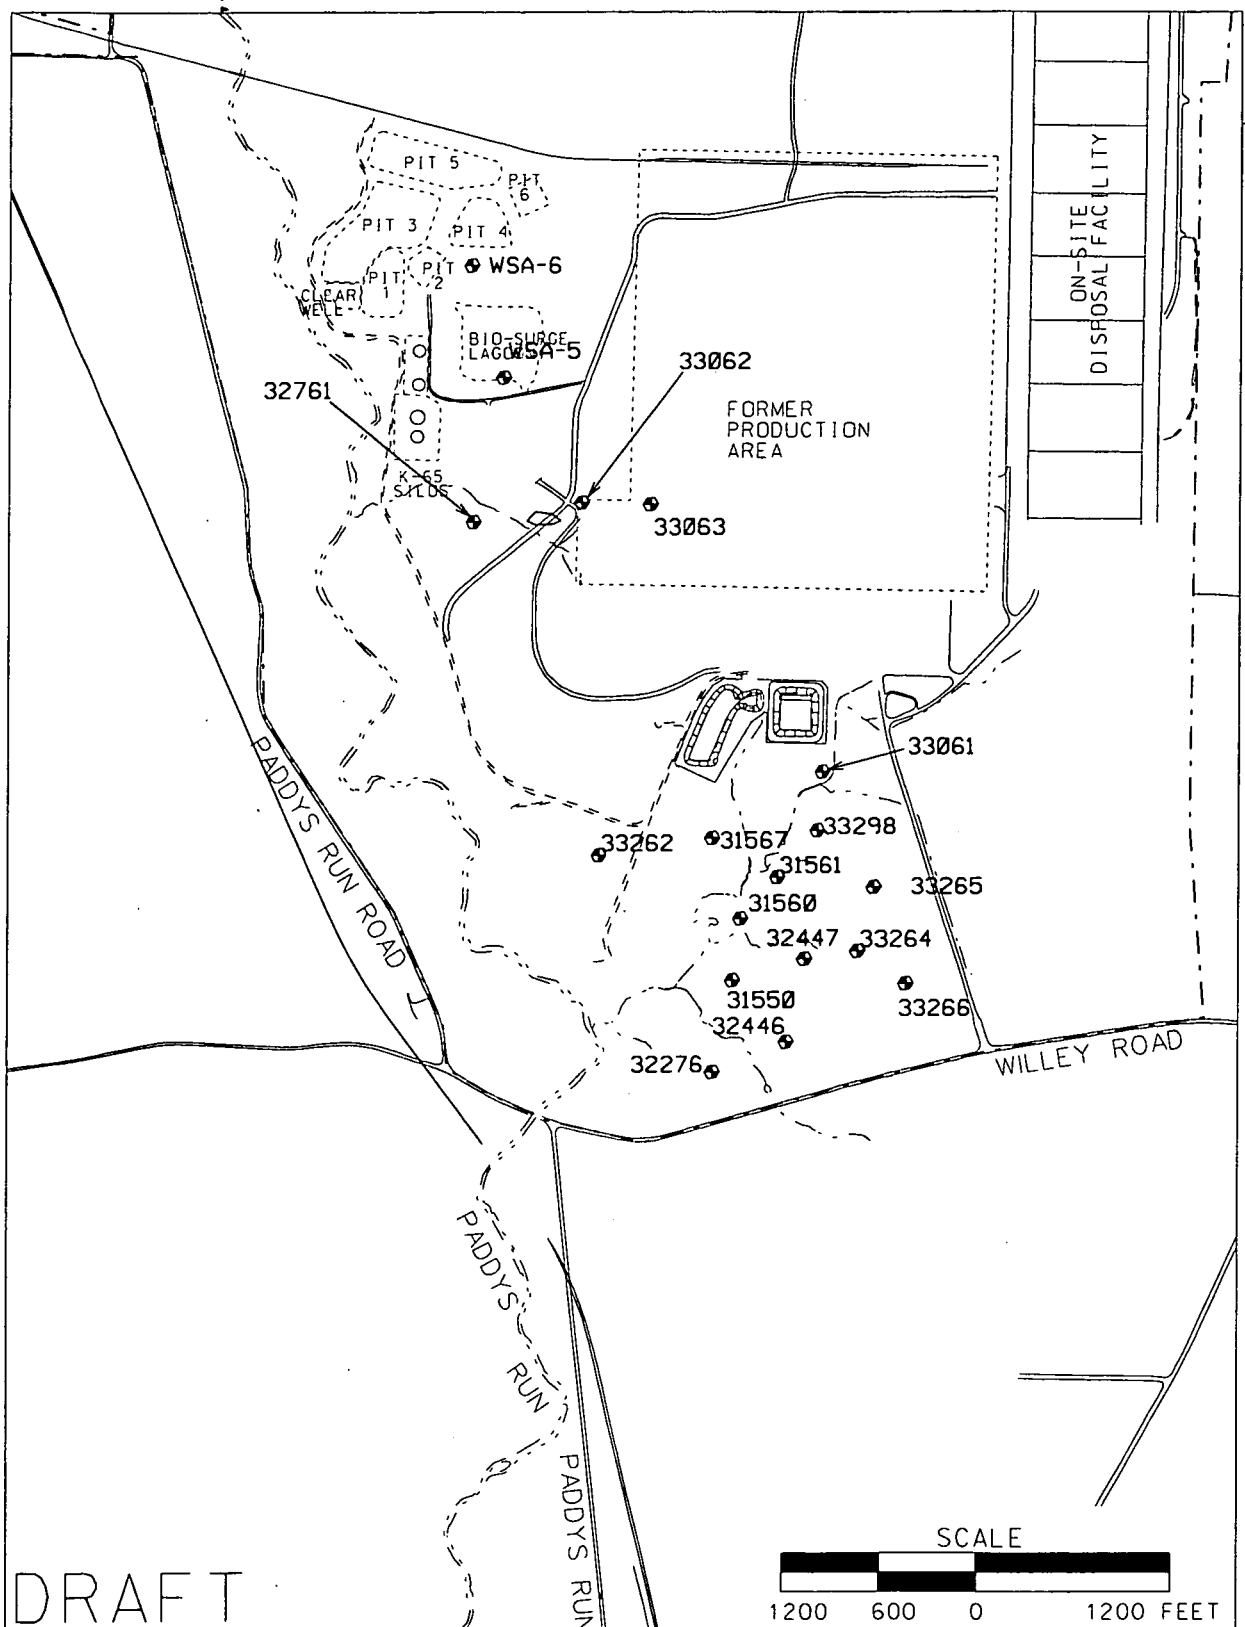 PIT 5
PIT
6
PIT 3
PIT 4
PIT
2
PIT
1
WSA-6
CLEAR
WELL
BIO-SURGE
LAGOON
WSA-5
ON-SITE
DISPOSAL FACILITY
33062
32761
FORMER
PRODUCTION
AREA
K-65
SILOS
33063
33061
PADDYS RUN ROAD
33262
31567
33298
31561
33265
31560
32447
33264
31550
33266
32446
32276
WILLEY ROAD
PADDYS
RUN
PADDYS RUN
SCALE
1200 600 0 1200 FEET
DRAFT